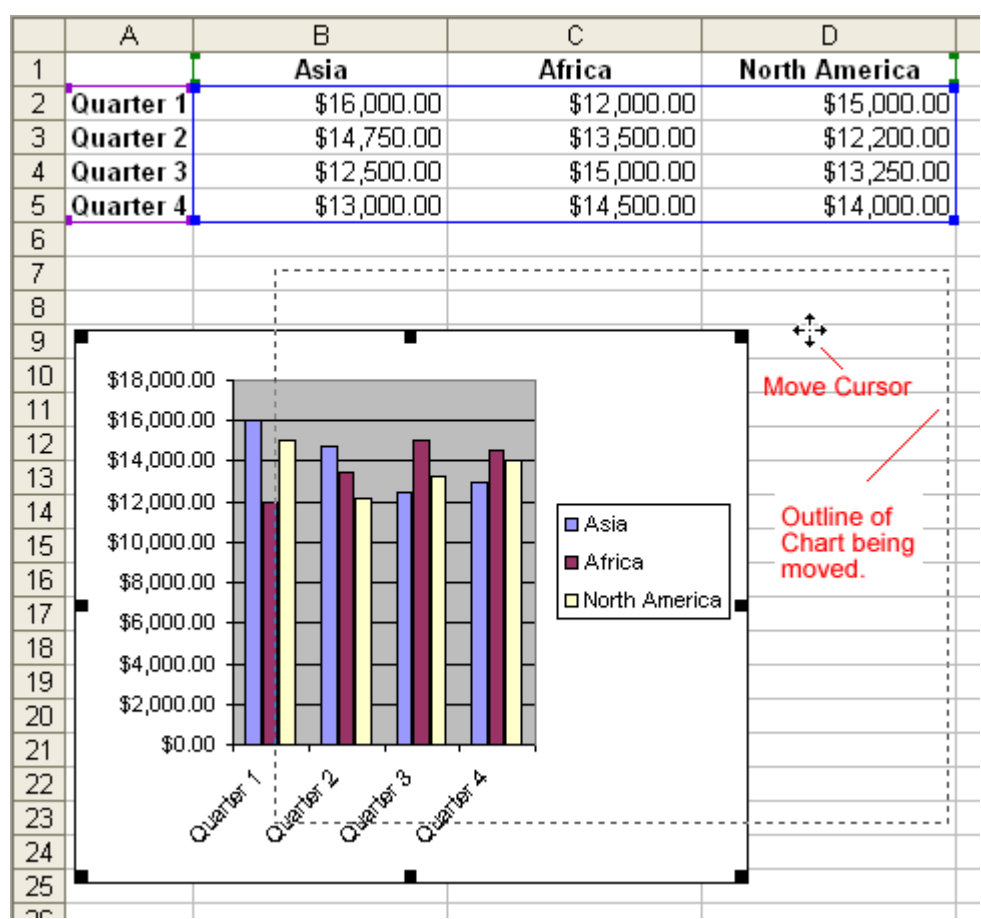 A B C D
1 Asia Africa North America
2 Quarter 1 $16,000.00 $12,000.00 $15,000.00
3 Quarter 2 $14,750.00 $13,500.00 $12,200.00
4 Quarter 3 $12,500.00 $15,000.00 $13,250.00
5 Quarter 4 $13,000.00 $14,500.00 $14,000.00
6
7
8
9
10
11
12
13
14
15
16
17
18
19
20
21
22
23
24
25
26
$18,000.00
$16,000.00
$14,000.00
$12,000.00
$10,000.00
$8,000.00
$6,000.00
$4,000.00
$2,000.00
$0.00
Quarter 1 Quarter 2 Quarter 3 Quarter 4
Asia
Africa
North America
Move Cursor
Outline of
Chart being
moved.